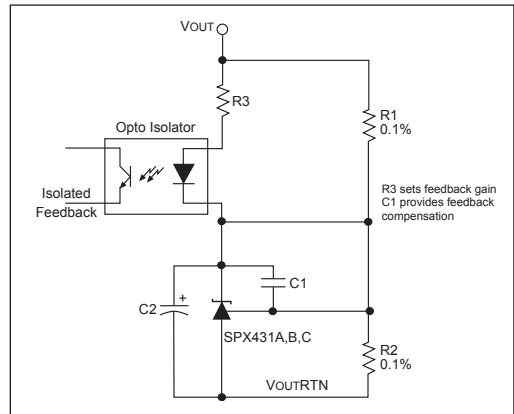 VOUT
R3
Opto Isolator
R1
0.1%
R3 sets feedback gain
C1 provides feedback
compensation
Isolated
Feedback
C1
C2
+
SPX431A,B,C
R2
0.1%
VOUTRTN